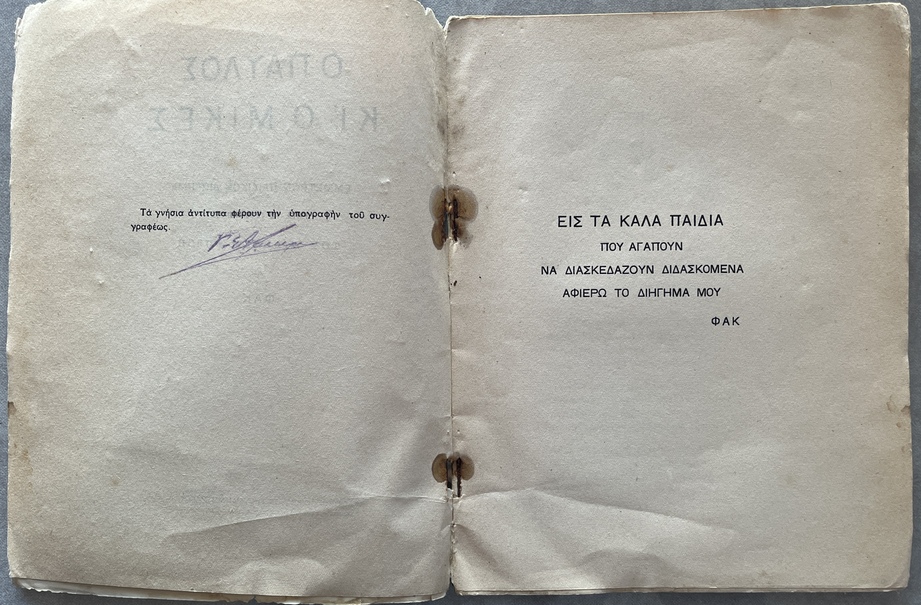 Τὰ γνήσια ἀντίτυπα φέρουν τὴν ὑπογραφὴν τοῦ συγ-
γραφέως.
ΕΙΣ ΤΑ ΚΑΛΑ ΠΑΙΔΙΑ
ΠΟΥ ΑΓΑΠΟΥΝ
ΝΑ ΔΙΑΣΚΕΔΑΖΟΥΝ ΔΙΔΑΣΚΟΜΕΝΑ
ΑΦΙΕΡΩ ΤΟ ΔΙΗΓΗΜΑ ΜΟΥ
ΦΑΚ